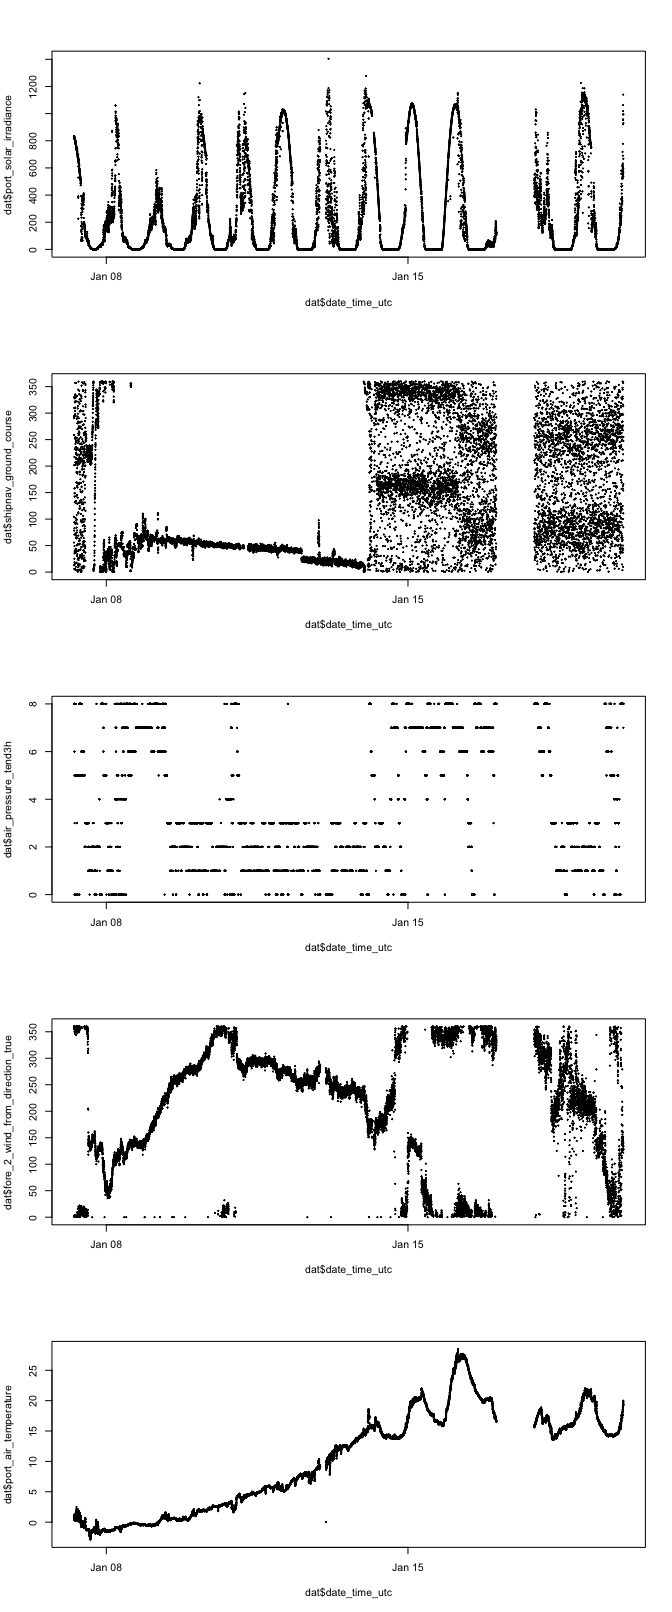 dat$port_solar_irradiance
0 200 400 600 800 1200
Jan 08 Jan 15
dat$date_time_utc
dat$shipnav_ground_course
0 50 100 150 200 250 300 350
Jan 08 Jan 15
dat$date_time_utc
dat$air_pressure_tend3h
0 2 4 6 8
Jan 08 Jan 15
dat$date_time_utc
dat$fore_2_wind_from_direction_true
0 50 100 150 200 250 300 350
Jan 08 Jan 15
dat$date_time_utc
dat$port_air_temperature
0 5 10 15 20 25
Jan 08 Jan 15
dat$date_time_utc